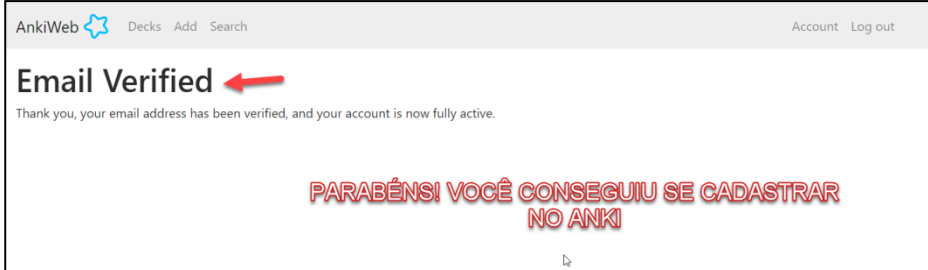 AnkiWeb Decks Add Search Account Log out
Email Verified
Thank you, your email address has been verified, and your account is now fully active.
PARABÉNS! VOCÊ CONSEGUIU SE CADASTRAR
NO ANKI